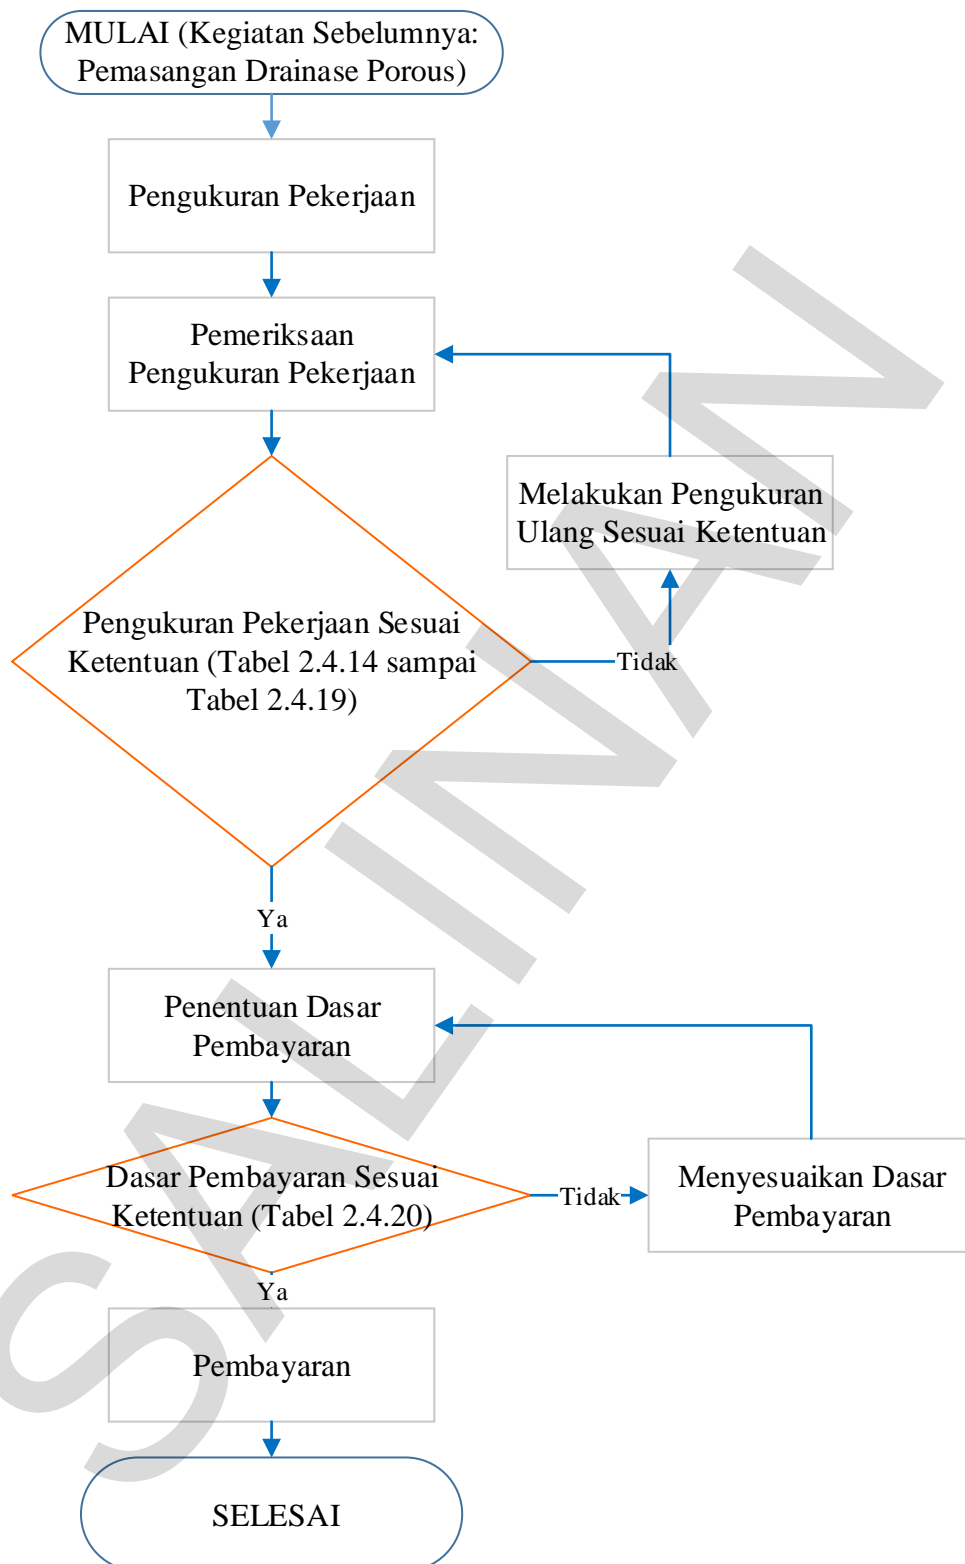 MULAI (Kegiatan Sebelumnya:
Pemasangan Drainase Porous)
Pengukuran Pekerjaan
Pemeriksaan
Pengukuran Pekerjaan
Melakukan Pengukuran
Ulang Sesuai Ketentuan
Pengukuran Pekerjaan Sesuai
Ketentuan (Tabel 2.4.14 sampai
Tabel 2.4.19)
Tidak
Ya
Penentuan Dasar
Pembayaran
Dasar Pembayaran Sesuai
Ketentuan (Tabel 2.4.20)
Tidak
Menyesuaikan Dasar
Pembayaran
Ya
Pembayaran
SELESAI
SALINAN